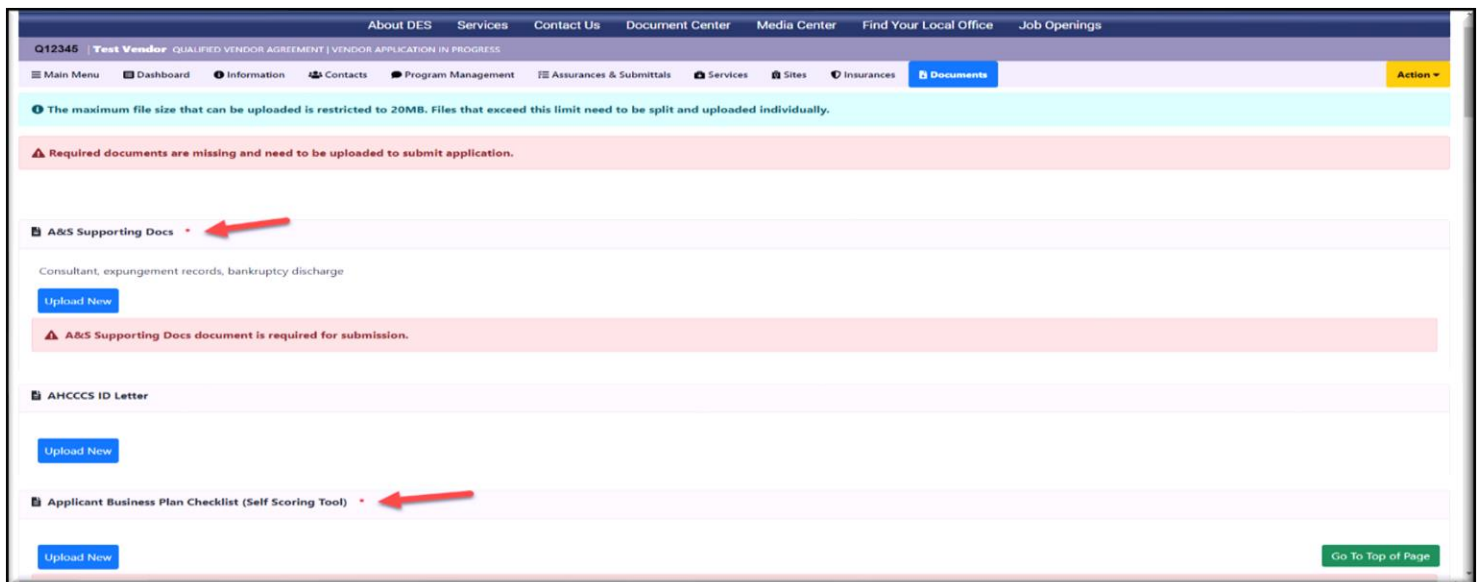 About DES Services Contact Us Document Center Media Center Find Your Local Office Job Openings
Q12345 | Test Vendor QUALIFIED VENDOR AGREEMENT | VENDOR APPLICATION IN PROGRESS
Main Menu Dashboard Information Contacts Program Management Assurances & Submittals Services Sites Insurances Documents Action
The maximum file size that can be uploaded is restricted to 20MB. Files that exceed this limit need to be split and uploaded individually.
Required documents are missing and need to be uploaded to submit application.
A&S Supporting Docs *
Consultant, expungement records, bankruptcy discharge
Upload New
A&S Supporting Docs document is required for submission.
AHCCCS ID Letter
Upload New
Applicant Business Plan Checklist (Self Scoring Tool) *
Upload New
Go To Top of Page